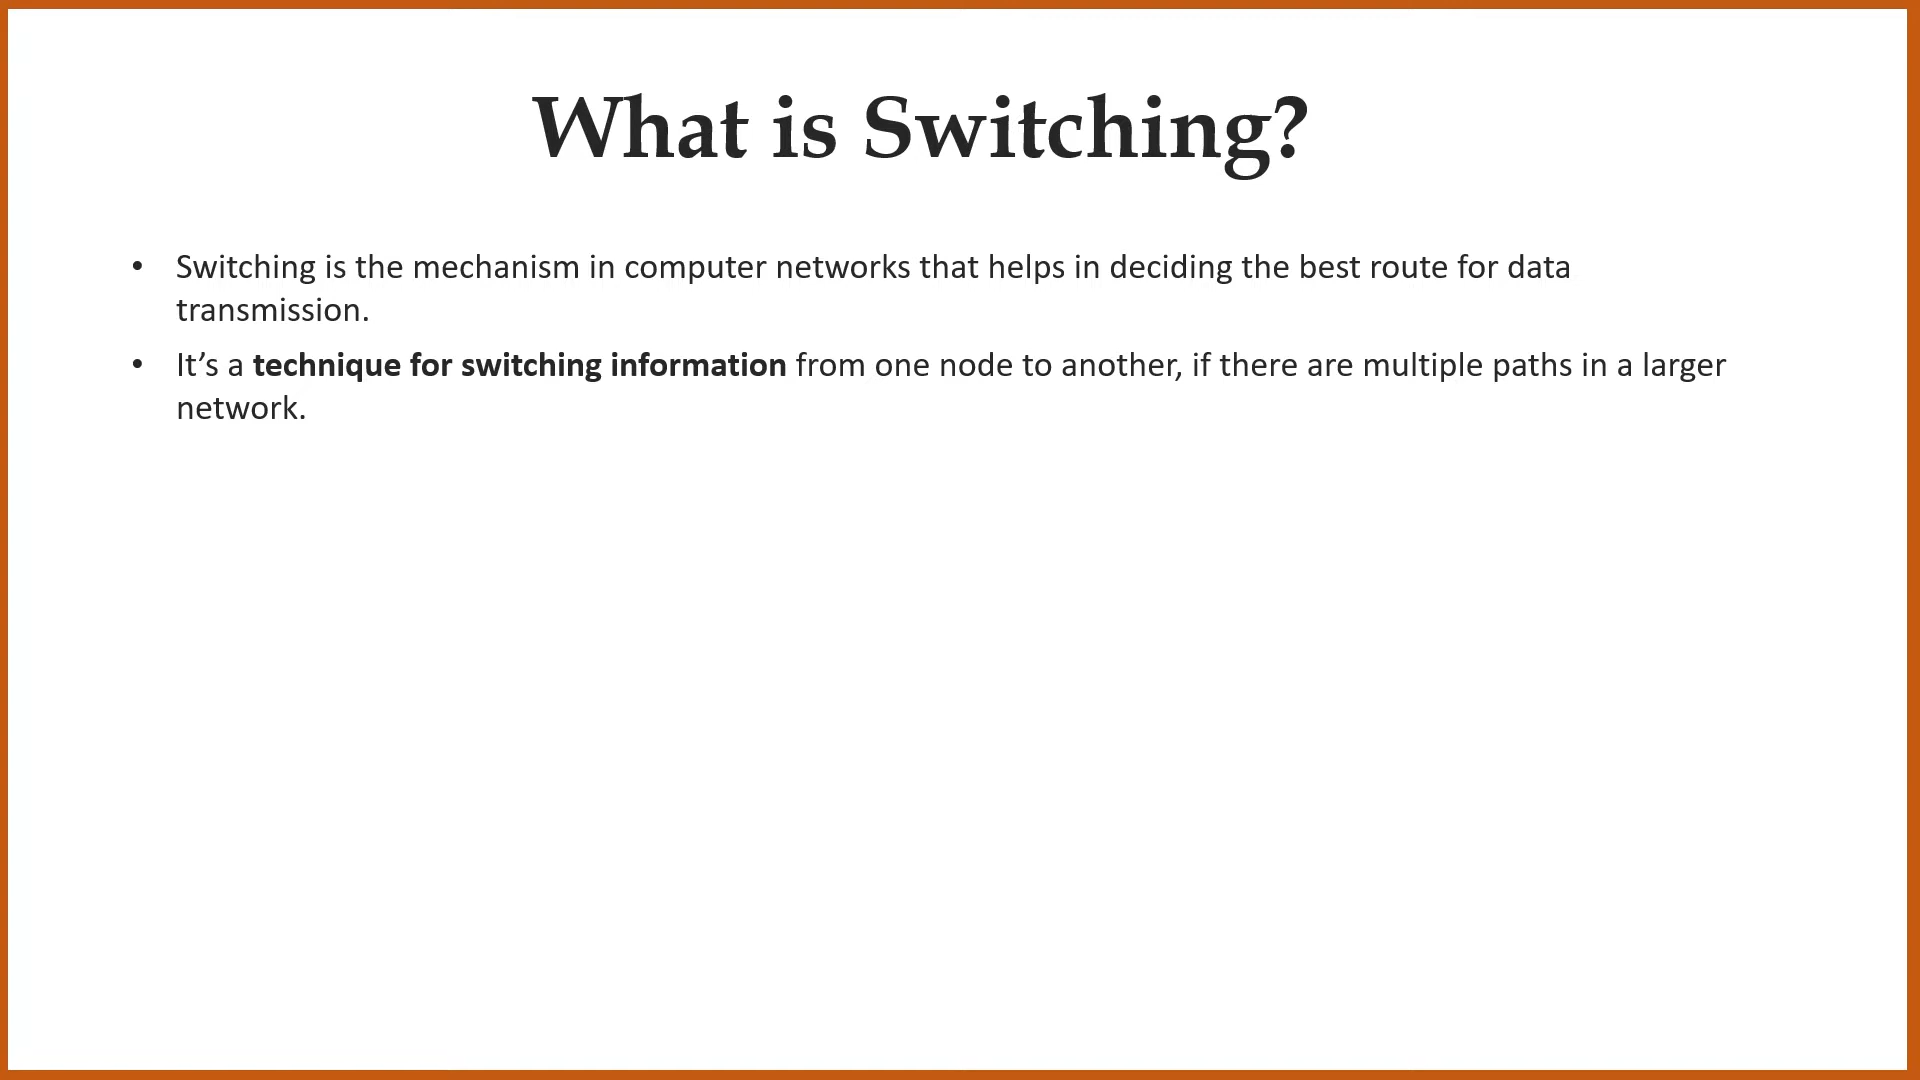 What is Switching?
• Switching is the mechanism in computer networks that helps in deciding the best route for data
transmission.
• It’s a technique for switching information from one node to another, if there are multiple paths in a larger
network.